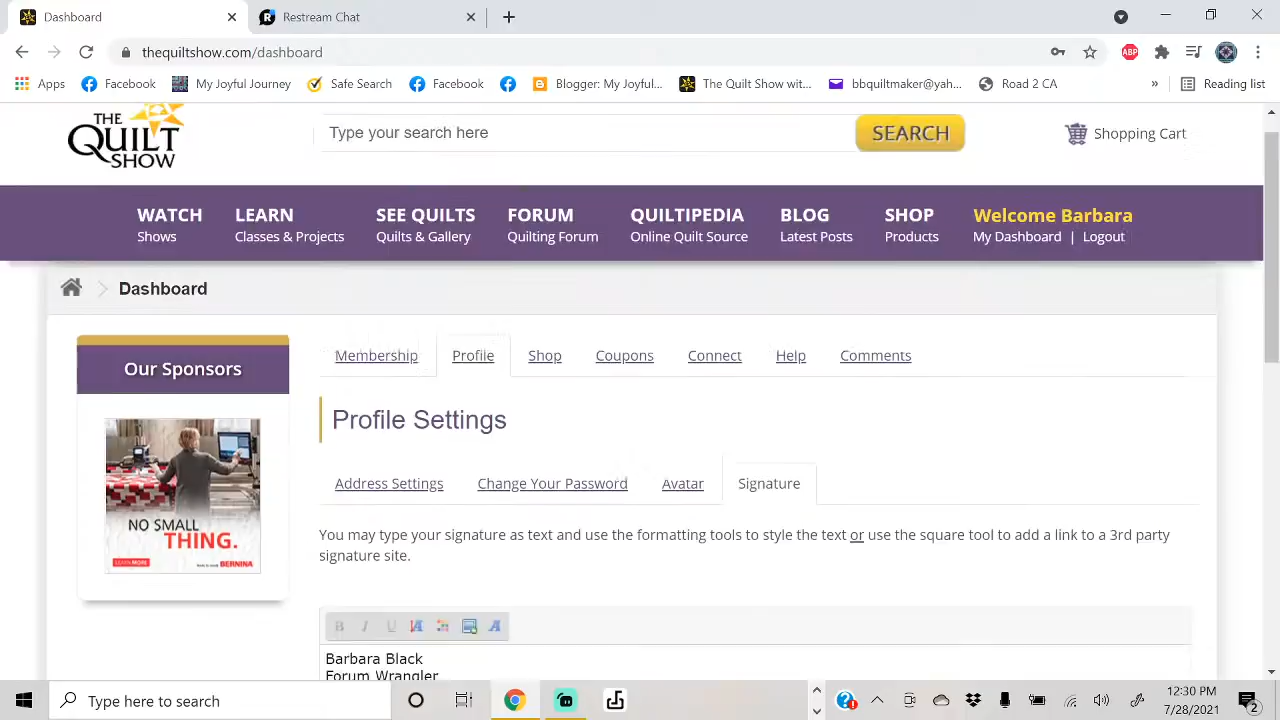 Dashboard
Restream Chat
thequiltshow.com/dashboard
ABP
Apps
Facebook
My Joyful Journey
Safe Search
Facebook
Blogger: My Joyful...
The Quilt Show wit...
bbquiltmaker@yah...
Road 2 CA
»
Reading list
THE QUILT SHOW
Type your search here
SEARCH
Shopping Cart
WATCH
Shows
LEARN
Classes & Projects
SEE QUILTS
Quilts & Gallery
FORUM
Quilting Forum
QUILTIPEDIA
Online Quilt Source
BLOG
Latest Posts
SHOP
Products
Welcome Barbara
My Dashboard | Logout
Dashboard
Our Sponsors
NO SMALL
THING.
LEARN MORE
BERNINA
Membership
Profile
Shop
Coupons
Connect
Help
Comments
Profile Settings
Address Settings
Change Your Password
Avatar
Signature
You may type your signature as text and use the formatting tools to style the text or use the square tool to add a link to a 3rd party
signature site.
B I U
Barbara Black
Forum Wrangler
Type here to search
12:30 PM
7/28/2021
2